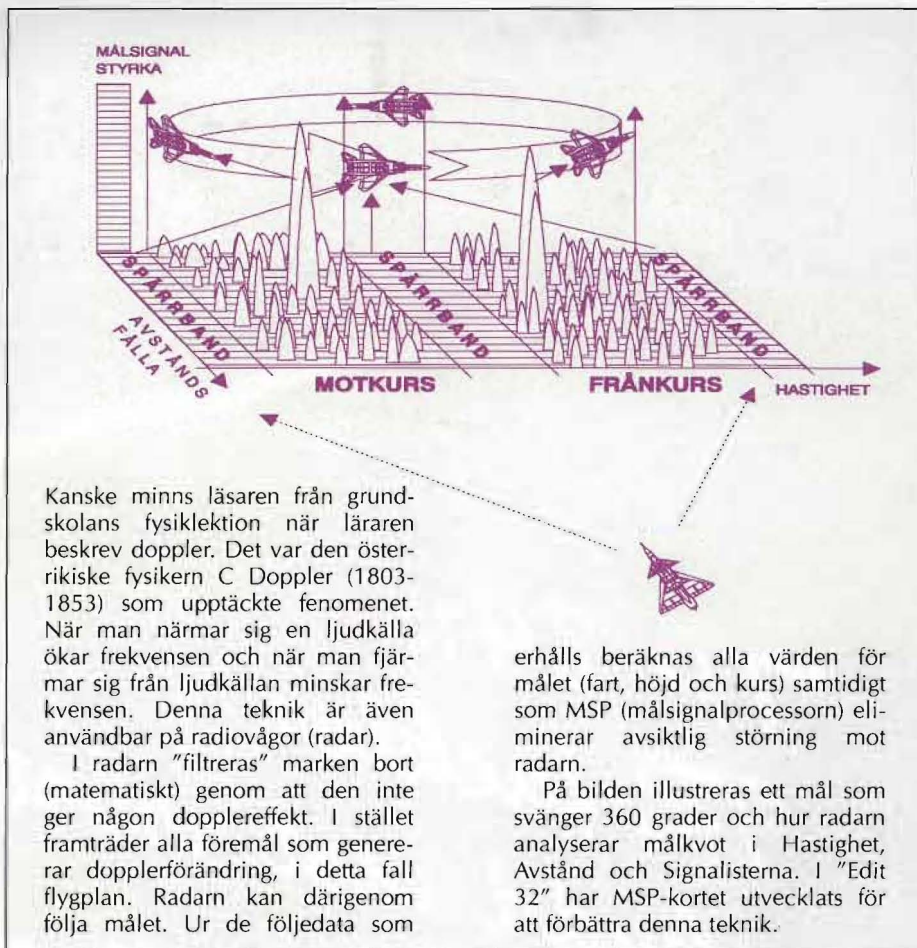 MÅLSIGNAL
STYRKA
SPÄRRBAND
SPÄRRBAND
SPÄRRBAND
AVSTÅNDS
FÄLLA
MOTKURS
FRÅNKURS
HASTIGHET
Kanske minns läsaren från grund-
skolans fysiklektion när läraren
beskrev doppler. Det var den öster-
rikiske fysikern C Doppler (1803-
1853) som upptäckte fenomenet.
När man närmar sig en ljudkälla
ökar frekvensen och när man fjär-
mar sig från ljudkällan minskar fre-
kvensen. Denna teknik är även
användbar på radiovågor (radar).
I radarn "filtreras" marken bort
(matematiskt) genom att den inte
ger någon dopplereffekt. I stället
framträder alla föremål som genere-
rar dopplerförändring, i detta fall
flygplan. Radarn kan därigenom
följa målet. Ur de följedata som
erhålls beräknas alla värden för
målet (fart, höjd och kurs) samtidigt
som MSP (målsignalprocessorn) eli-
minerar avsiktlig störning mot
radarn.
På bilden illustreras ett mål som
svänger 360 grader och hur radarn
analyserar målkvot i Hastighet,
Avstånd och Signalisterna. I "Edit
32" har MSP-kortet utvecklats för
att förbättra denna teknik.